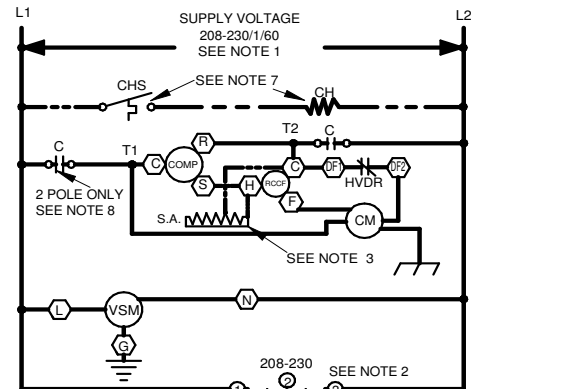 L1
L2
SUPPLY VOLTAGE
208-230/1/60
SEE NOTE 1
CHS
SEE NOTE 7
CH
R
T2
C
C
T1
C
COMP
C
DF1
HVDR
DF2
2 POLE ONLY
SEE NOTE 8
S
H
RCCF
F
S.A.
CM
SEE NOTE 3
L
VSM
N
G
208-230
SEE NOTE 2
2